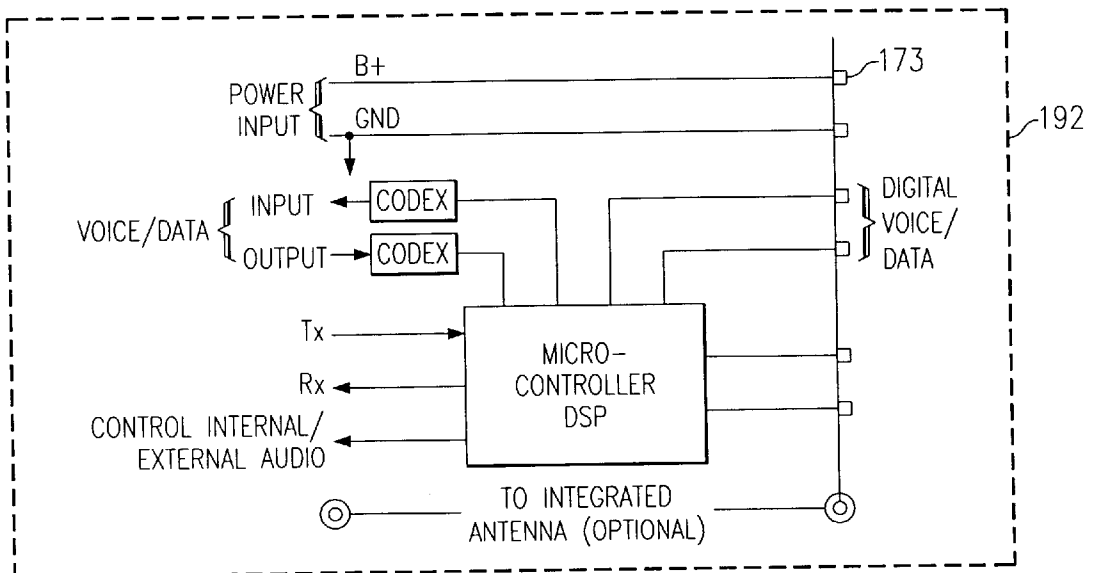 B+
173
POWER
INPUT
GND
192
INPUT
CODEX
DIGITAL
VOICE/
DATA
VOICE/DATA
OUTPUT
CODEX
Tx
MICRO-
CONTROLLER
DSP
Rx
CONTROL INTERNAL/
EXTERNAL AUDIO
TO INTEGRATED
ANTENNA (OPTIONAL)